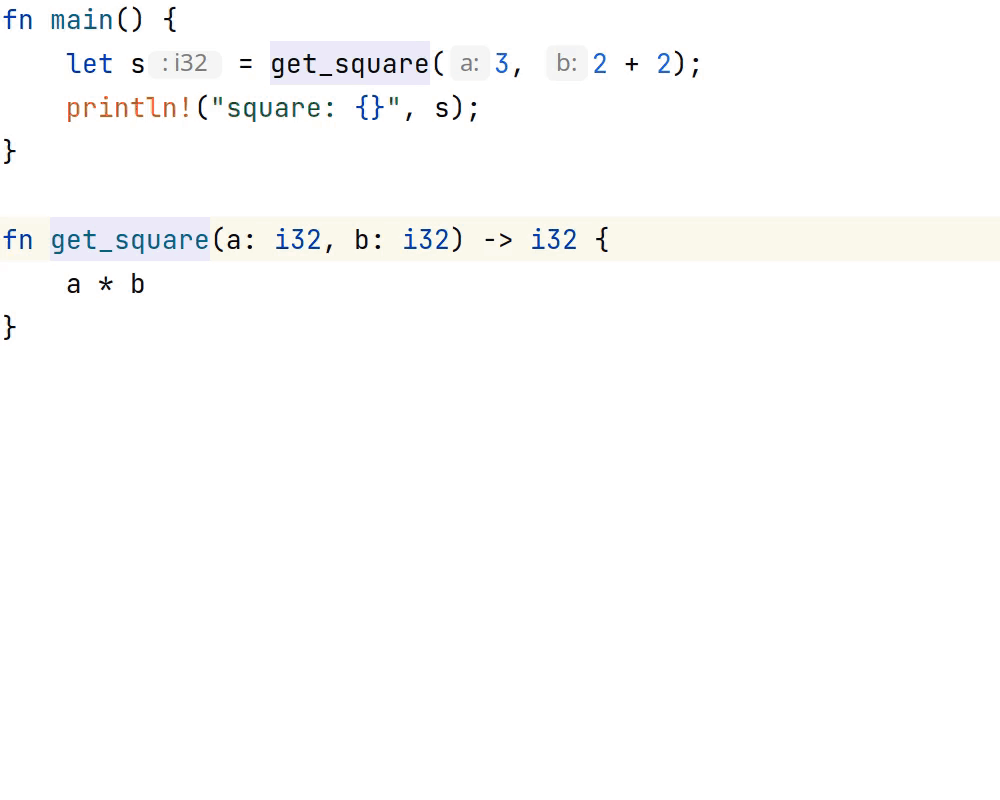 fn main() {
    let s : i32 = get_square( a: 3, b: 2 + 2);
    println!("square: {}", s);
}
fn get_square(a: i32, b: i32) -> i32 {
    a * b
}